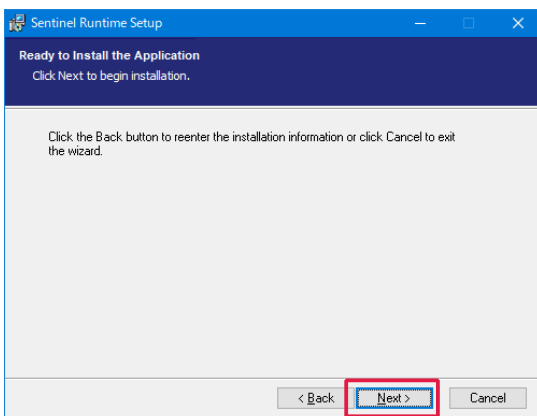 Sentinel Runtime Setup
Ready to Install the Application
Click Next to begin installation.
Click the Back button to reenter the installation information or click Cancel to exit
the wizard.
< Back
Next >
Cancel